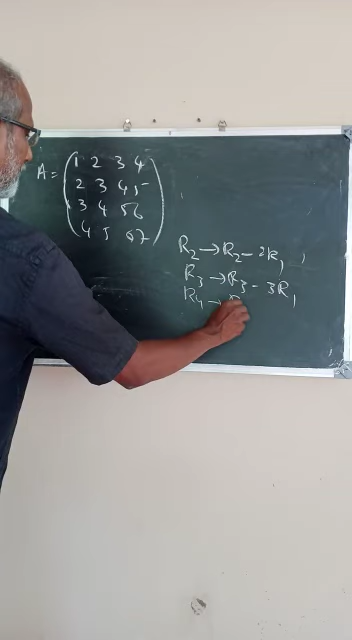 A = ( 1 2 3 4
2 3 4 5
3 4 5 6
4 5 6 7 )
R2 → R2 - 2R1,
R3 → R3 - 3R1
R4 →